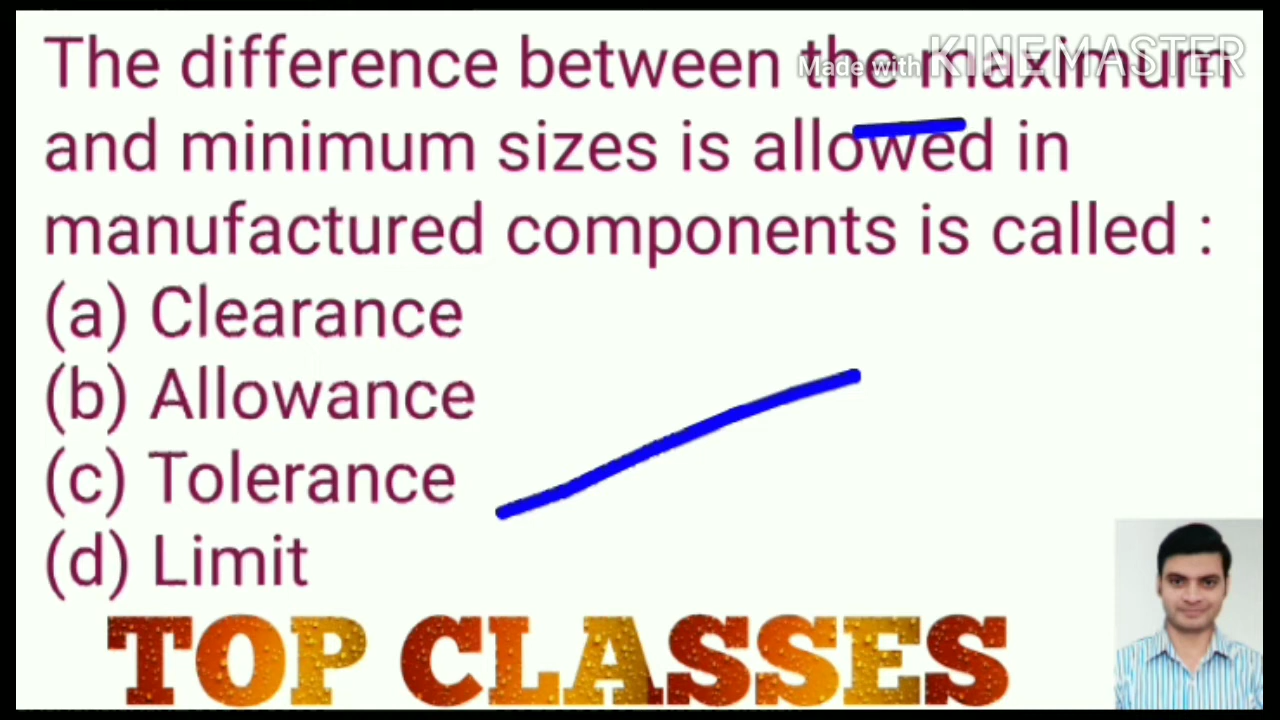 The difference between the maximum
Made with KINEMASTER
and minimum sizes is allowed in
manufactured components is called :
(a) Clearance
(b) Allowance
(c) Tolerance
(d) Limit
TOP CLASSES